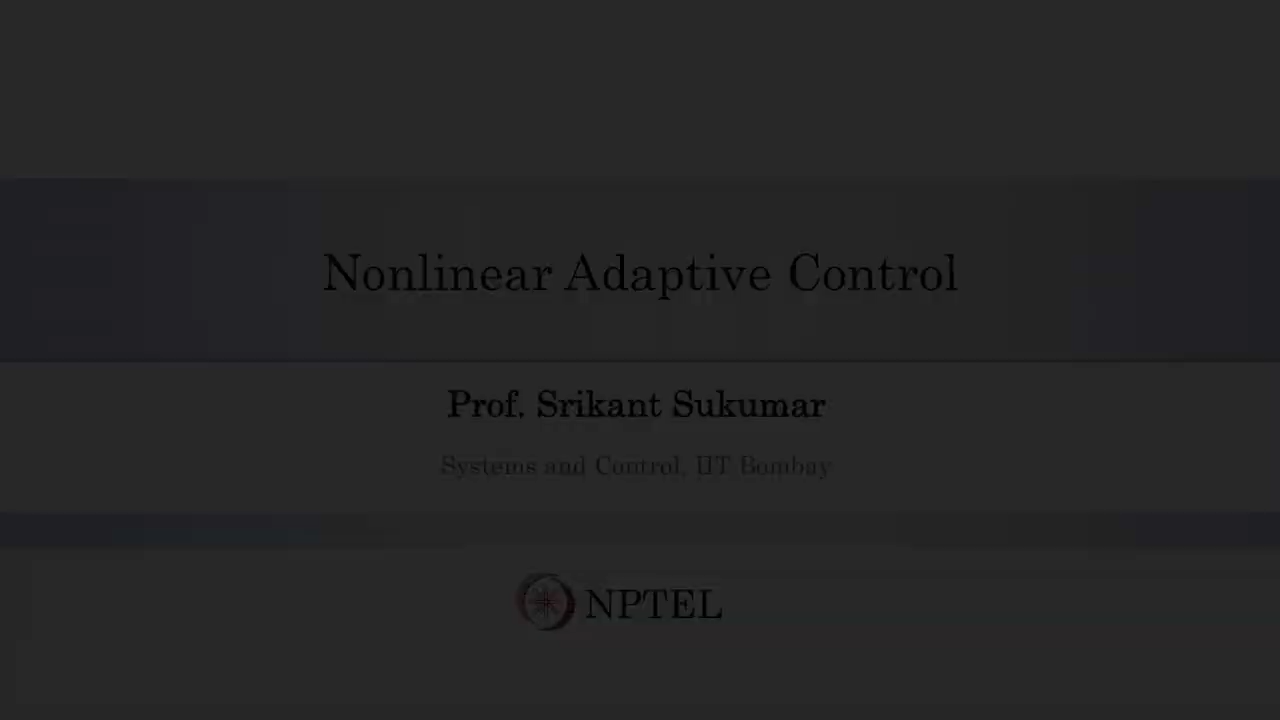 Nonlinear Adaptive Control
Prof. Srikant Sukumar
Systems and Control, IIT Bombay
NPTEL